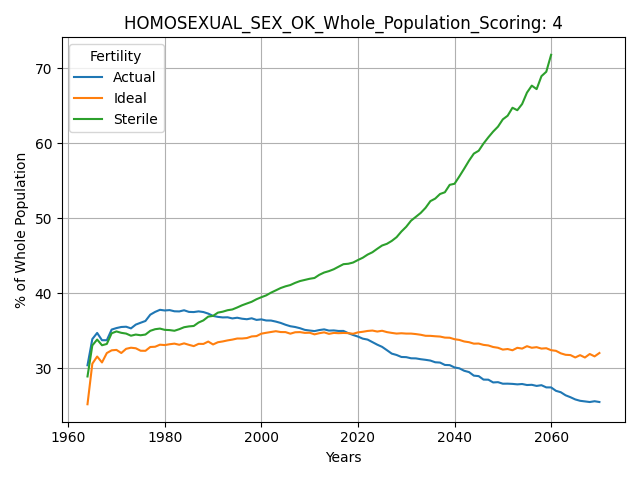 HOMOSEXUAL_SEX_OK_Whole_Population_Scoring: 4
Fertility
Actual
Ideal
Sterile
% of Whole Population
70
60
50
40
30
1960
1980
2000
2020
2040
2060
Years